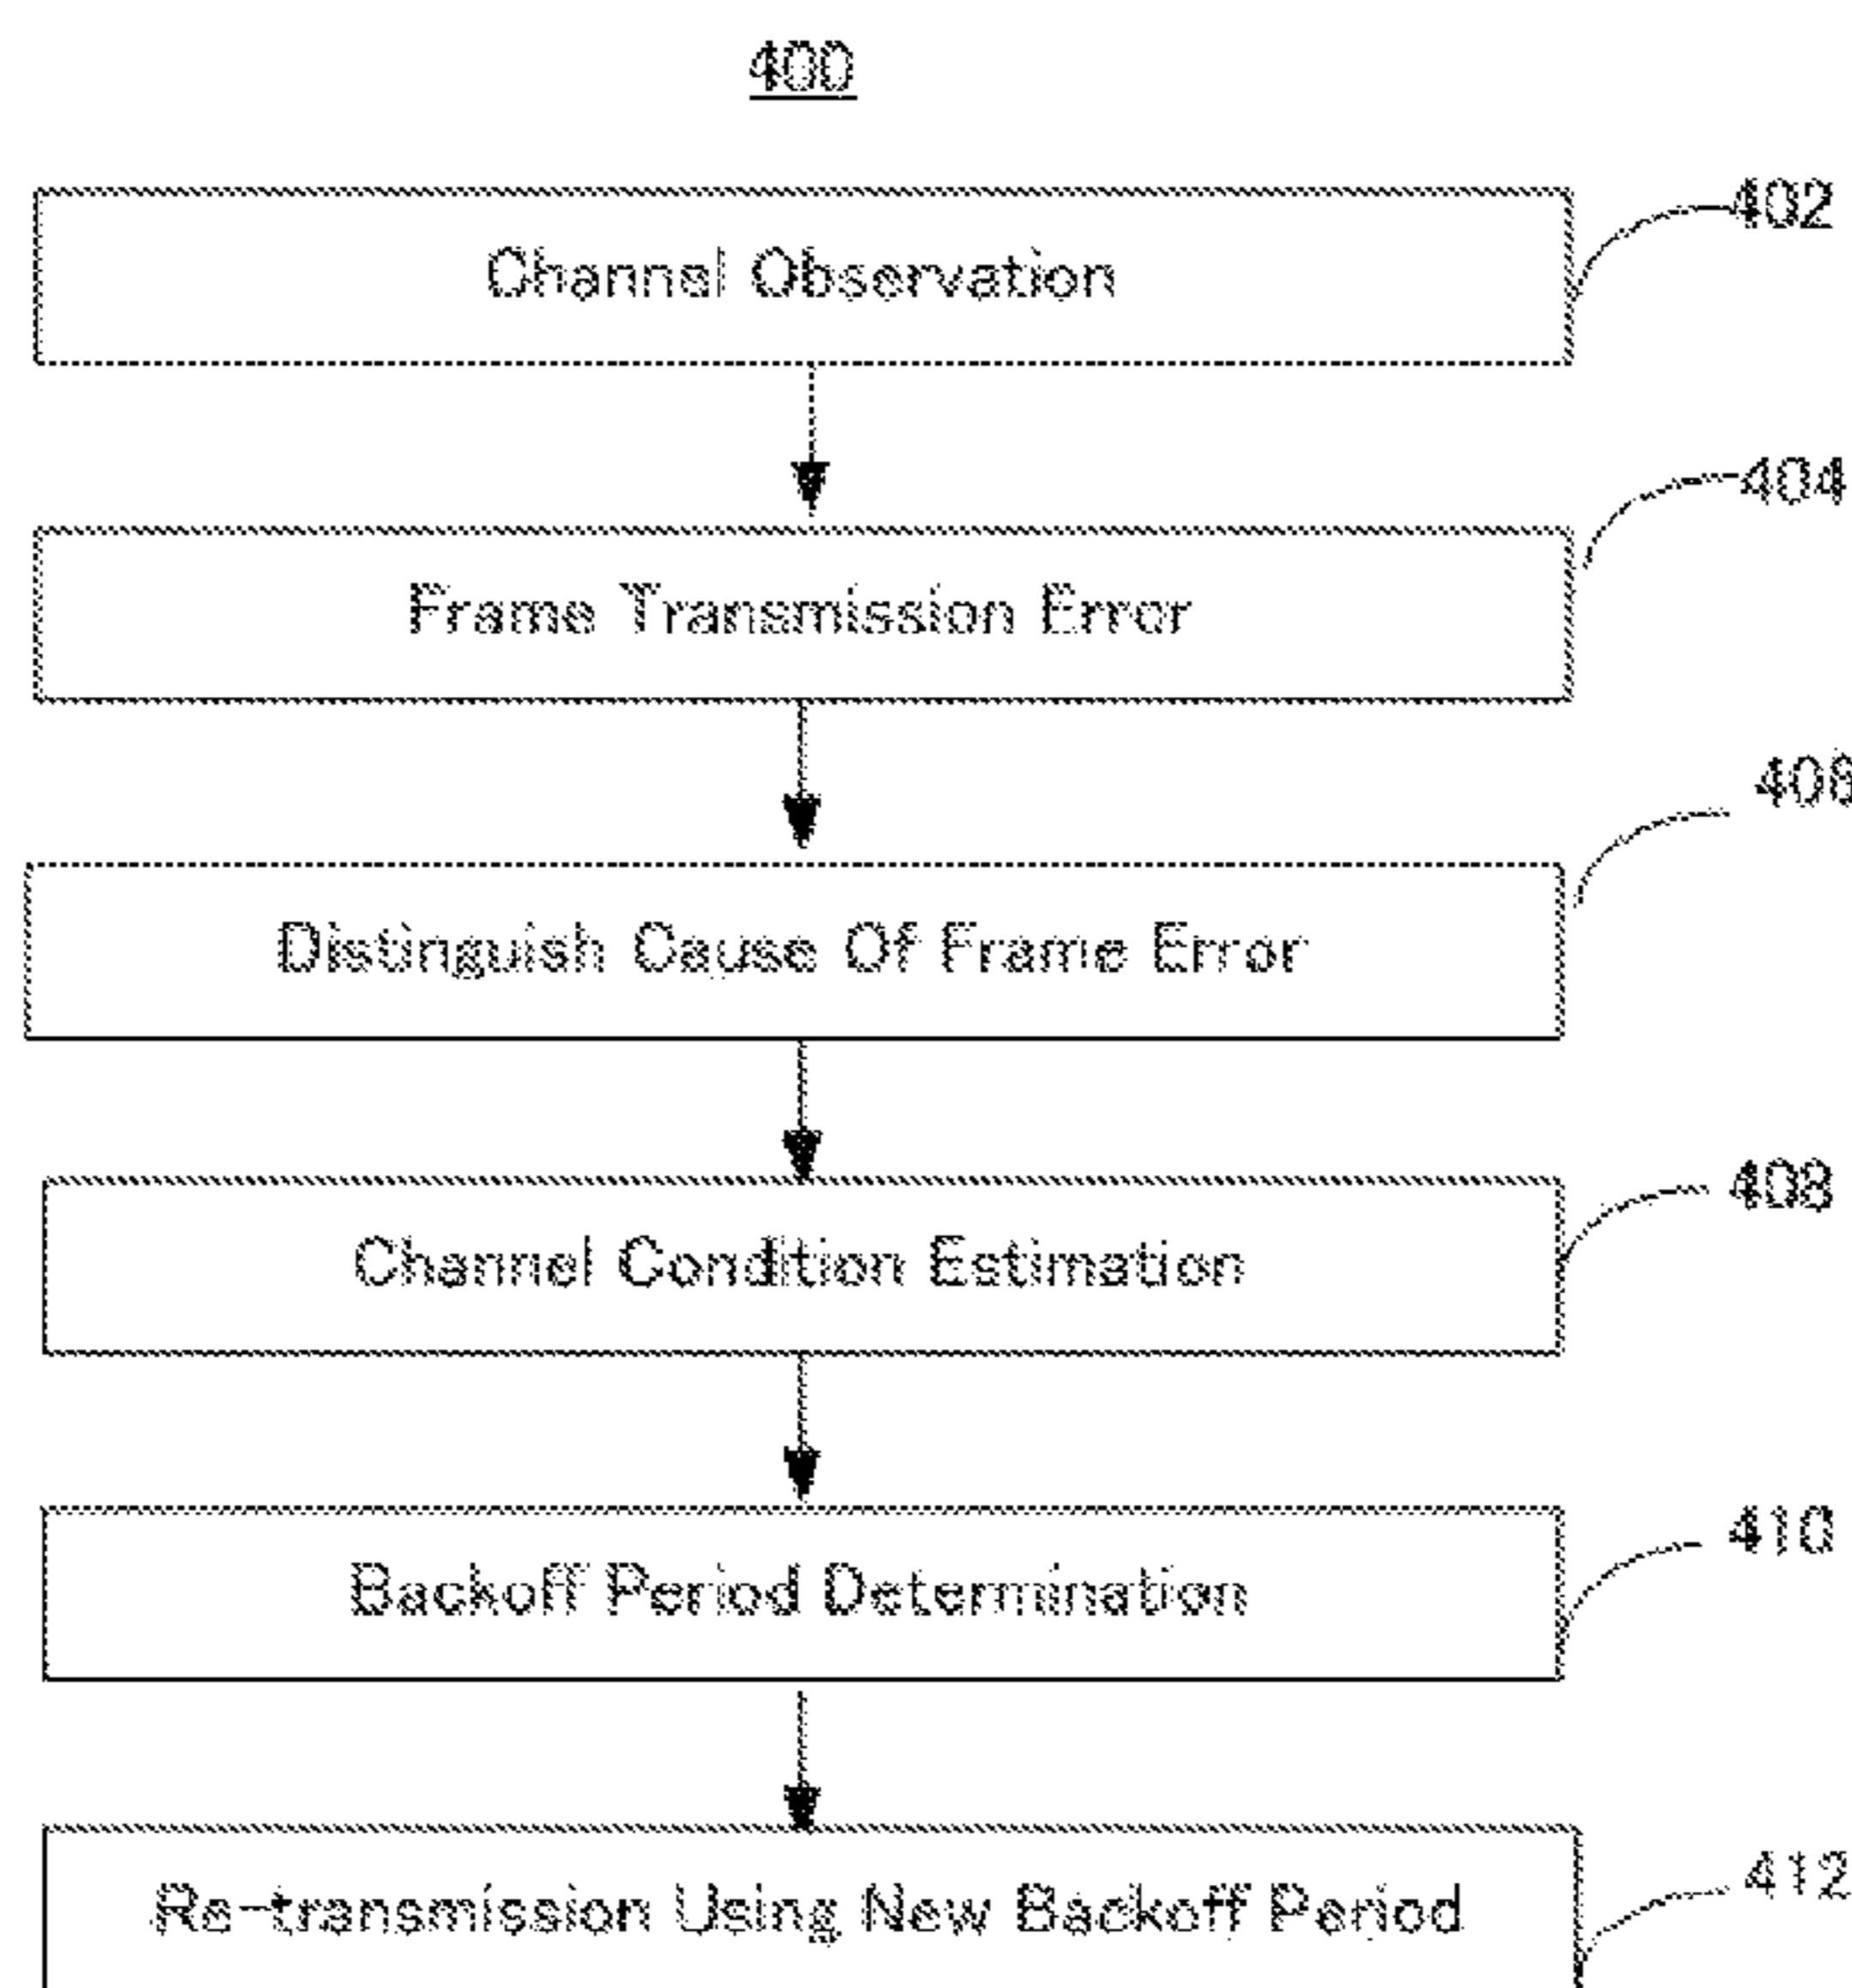 400
Channel Observation
402
Frame Transmission Error
404
Distinguish Cause Of Frame Error
406
Channel Condition Estimation
408
Backoff Period Determination
410
Re-transmission Using New Backoff Period
412